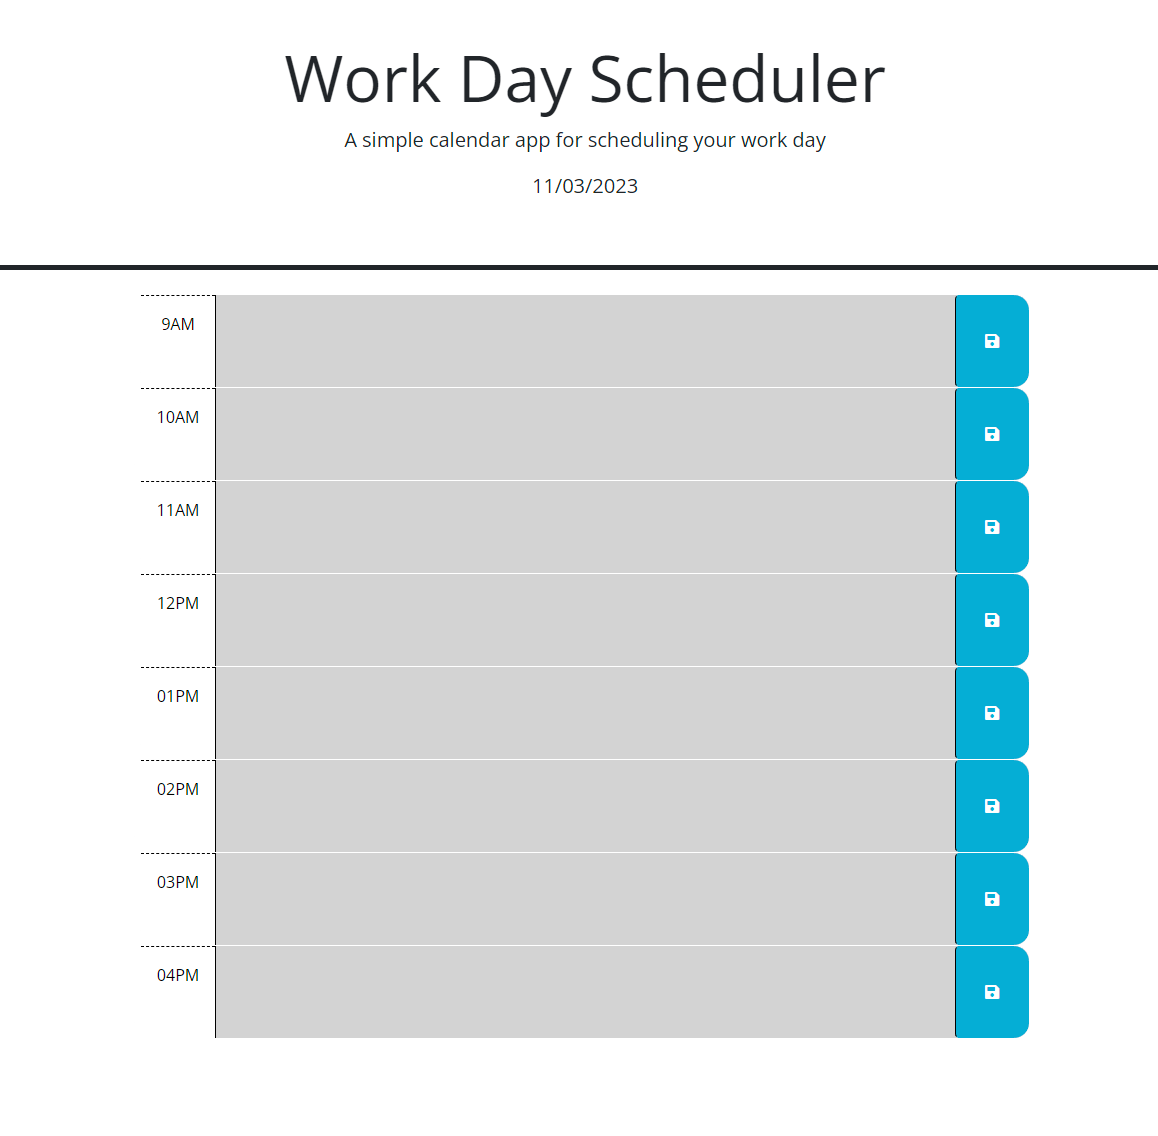 Work Day Scheduler
A simple calendar app for scheduling your work day
11/03/2023
9AM
10AM
11AM
12PM
01PM
02PM
03PM
04PM